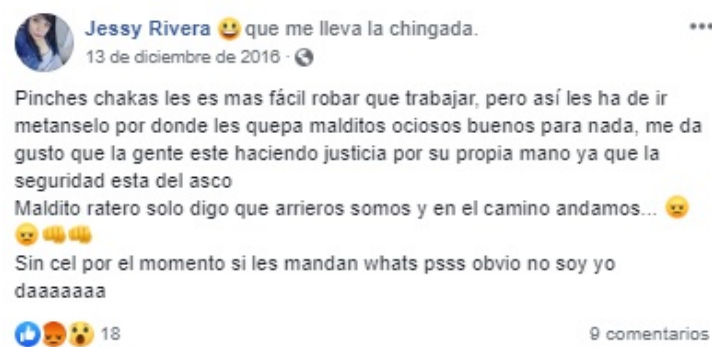 Jessy Rivera 😀 que me lleva la chingada.
13 de diciembre de 2016 ·
Pinches chakas les es mas fácil robar que trabajar, pero así les ha de ir
metanselo por donde les quepa malditos ociosos buenos para nada, me da
gusto que la gente este haciendo justicia por su propia mano ya que la
seguridad esta del asco
Maldito ratero solo digo que arrieros somos y en el camino andamos... 😠
😠👊👊
Sin cel por el momento si les mandan whats psss obvio no soy yo
daaaaaaa
18
9 comentarios